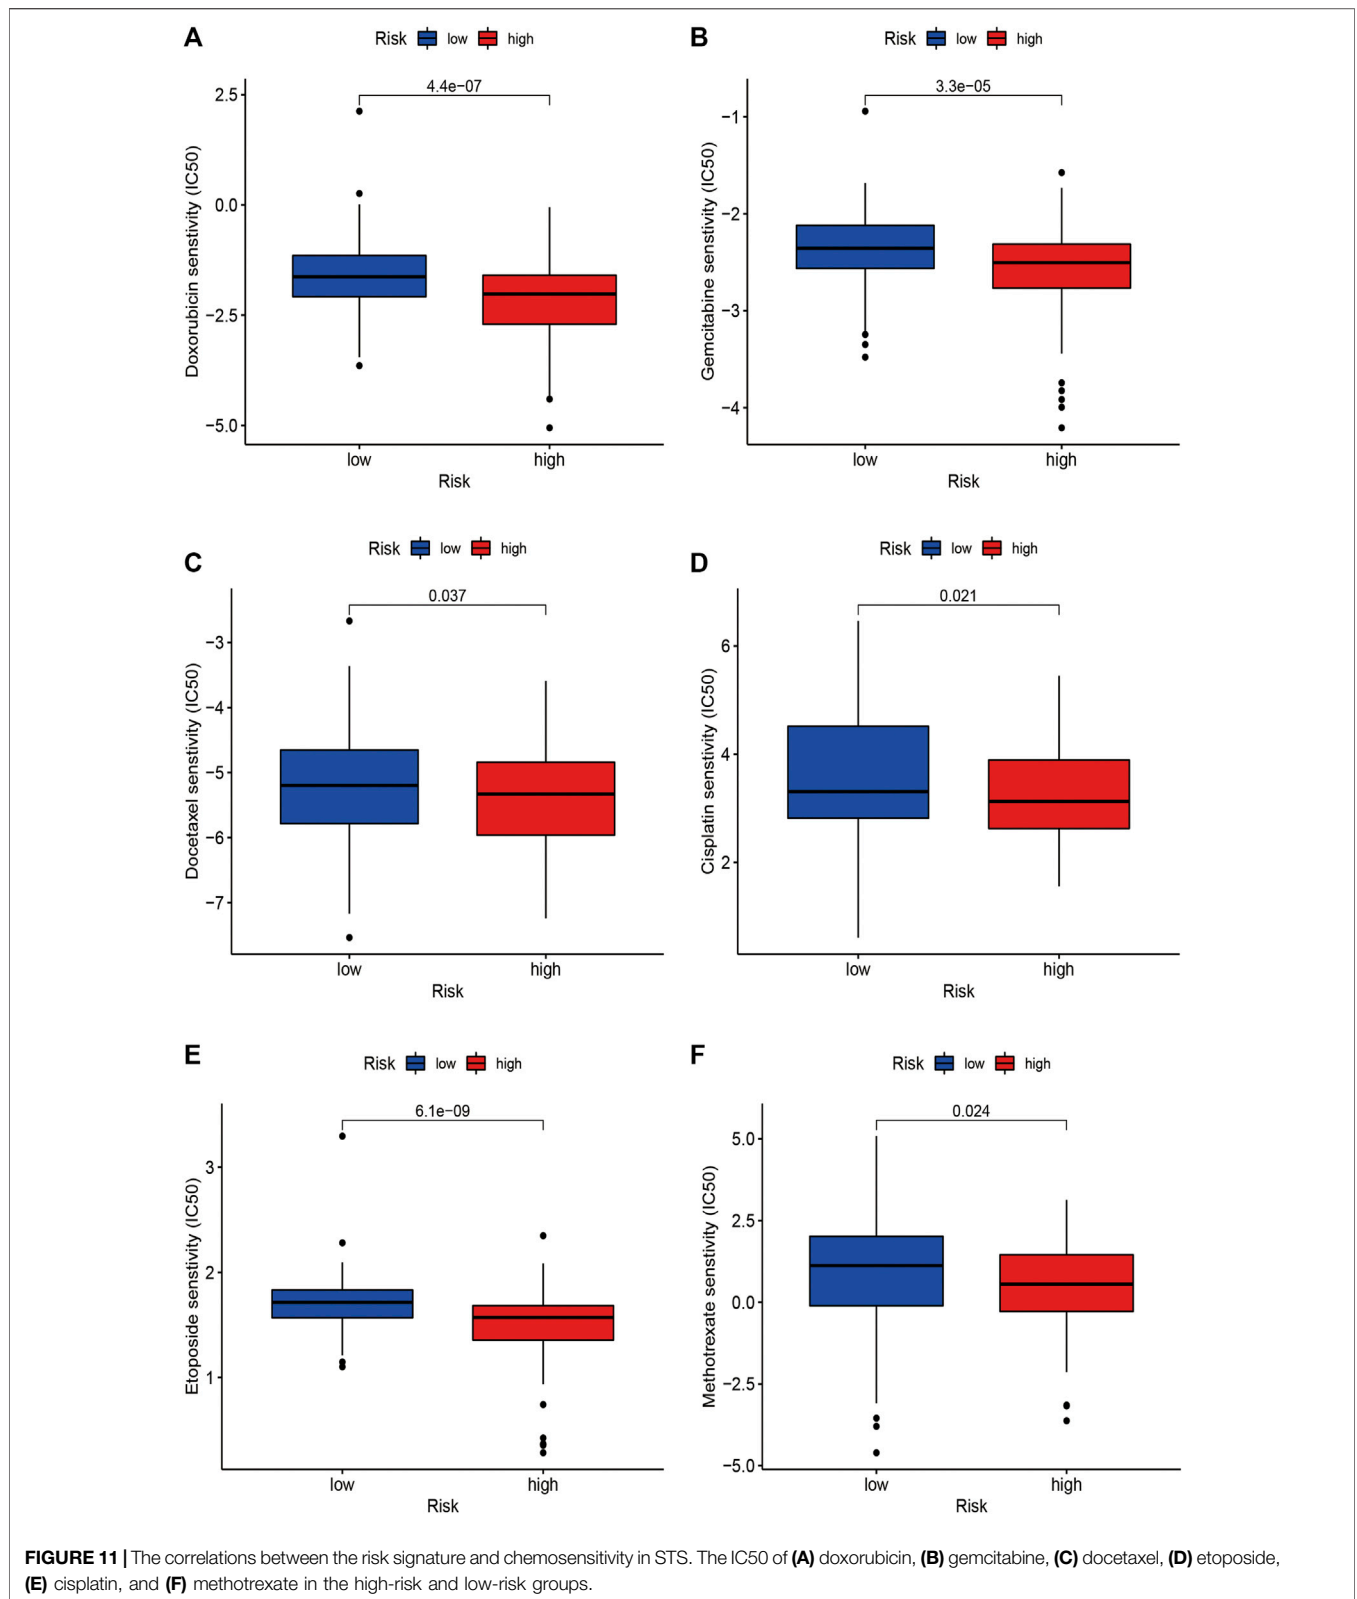 A
Risk low high
4.4e−07
Doxorubicin senstivity (IC50)
2.5
0.0
−2.5
−5.0
low high
Risk
B
Risk low high
3.3e−05
Gemcitabine senstivity (IC50)
−1
−2
−3
−4
low high
Risk
C
Risk low high
0.037
Docetaxel senstivity (IC50)
−3
−4
−5
−6
−7
low high
Risk
D
Risk low high
0.021
Cisplatin senstivity (IC50)
6
4
2
low high
Risk
E
Risk low high
6.1e−09
Etoposide senstivity (IC50)
3
2
1
low high
Risk
F
Risk low high
0.024
Methotrexate senstivity (IC50)
5.0
2.5
0.0
−2.5
−5.0
low high
Risk
FIGURE 11 | The correlations between the risk signature and chemosensitivity in STS. The IC50 of (A) doxorubicin, (B) gemcitabine, (C) docetaxel, (D) etoposide,
(E) cisplatin, and (F) methotrexate in the high-risk and low-risk groups.